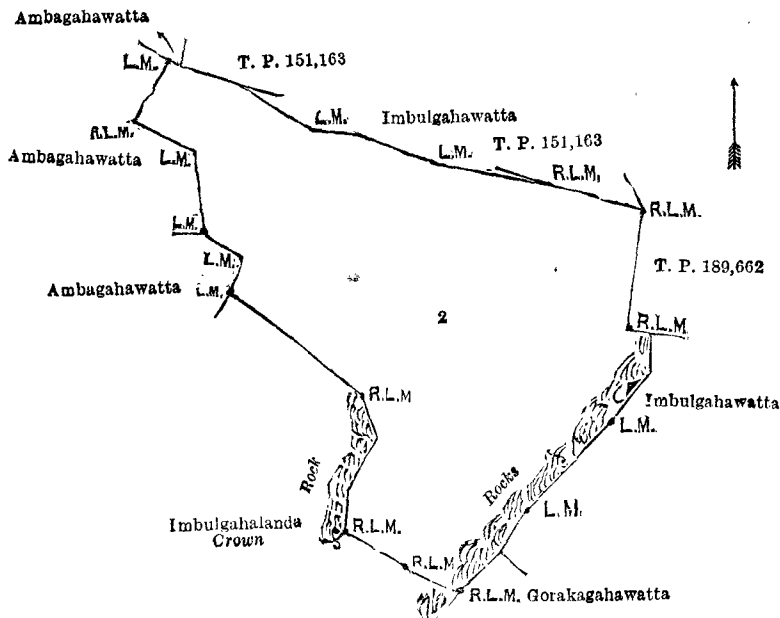 Ambagahawatta
L.M.
T. P. 151,163
R.L.M.
L.M.
Imbulgahawatta
Ambagahawatta
L.M.
L.M.
T. P. 151,163
R.L.M.
R.L.M.
L.M.
L.M.
T. P. 189,662
Ambagahawatta
L.M.
2
R.L.M
R.L.M
Imbulgahawatta
L.M.
Rock
Rocks
L.M.
Imbulgahalanda
Crown
R.L.M.
R.L.M
R.L.M. Gorakagahawatta